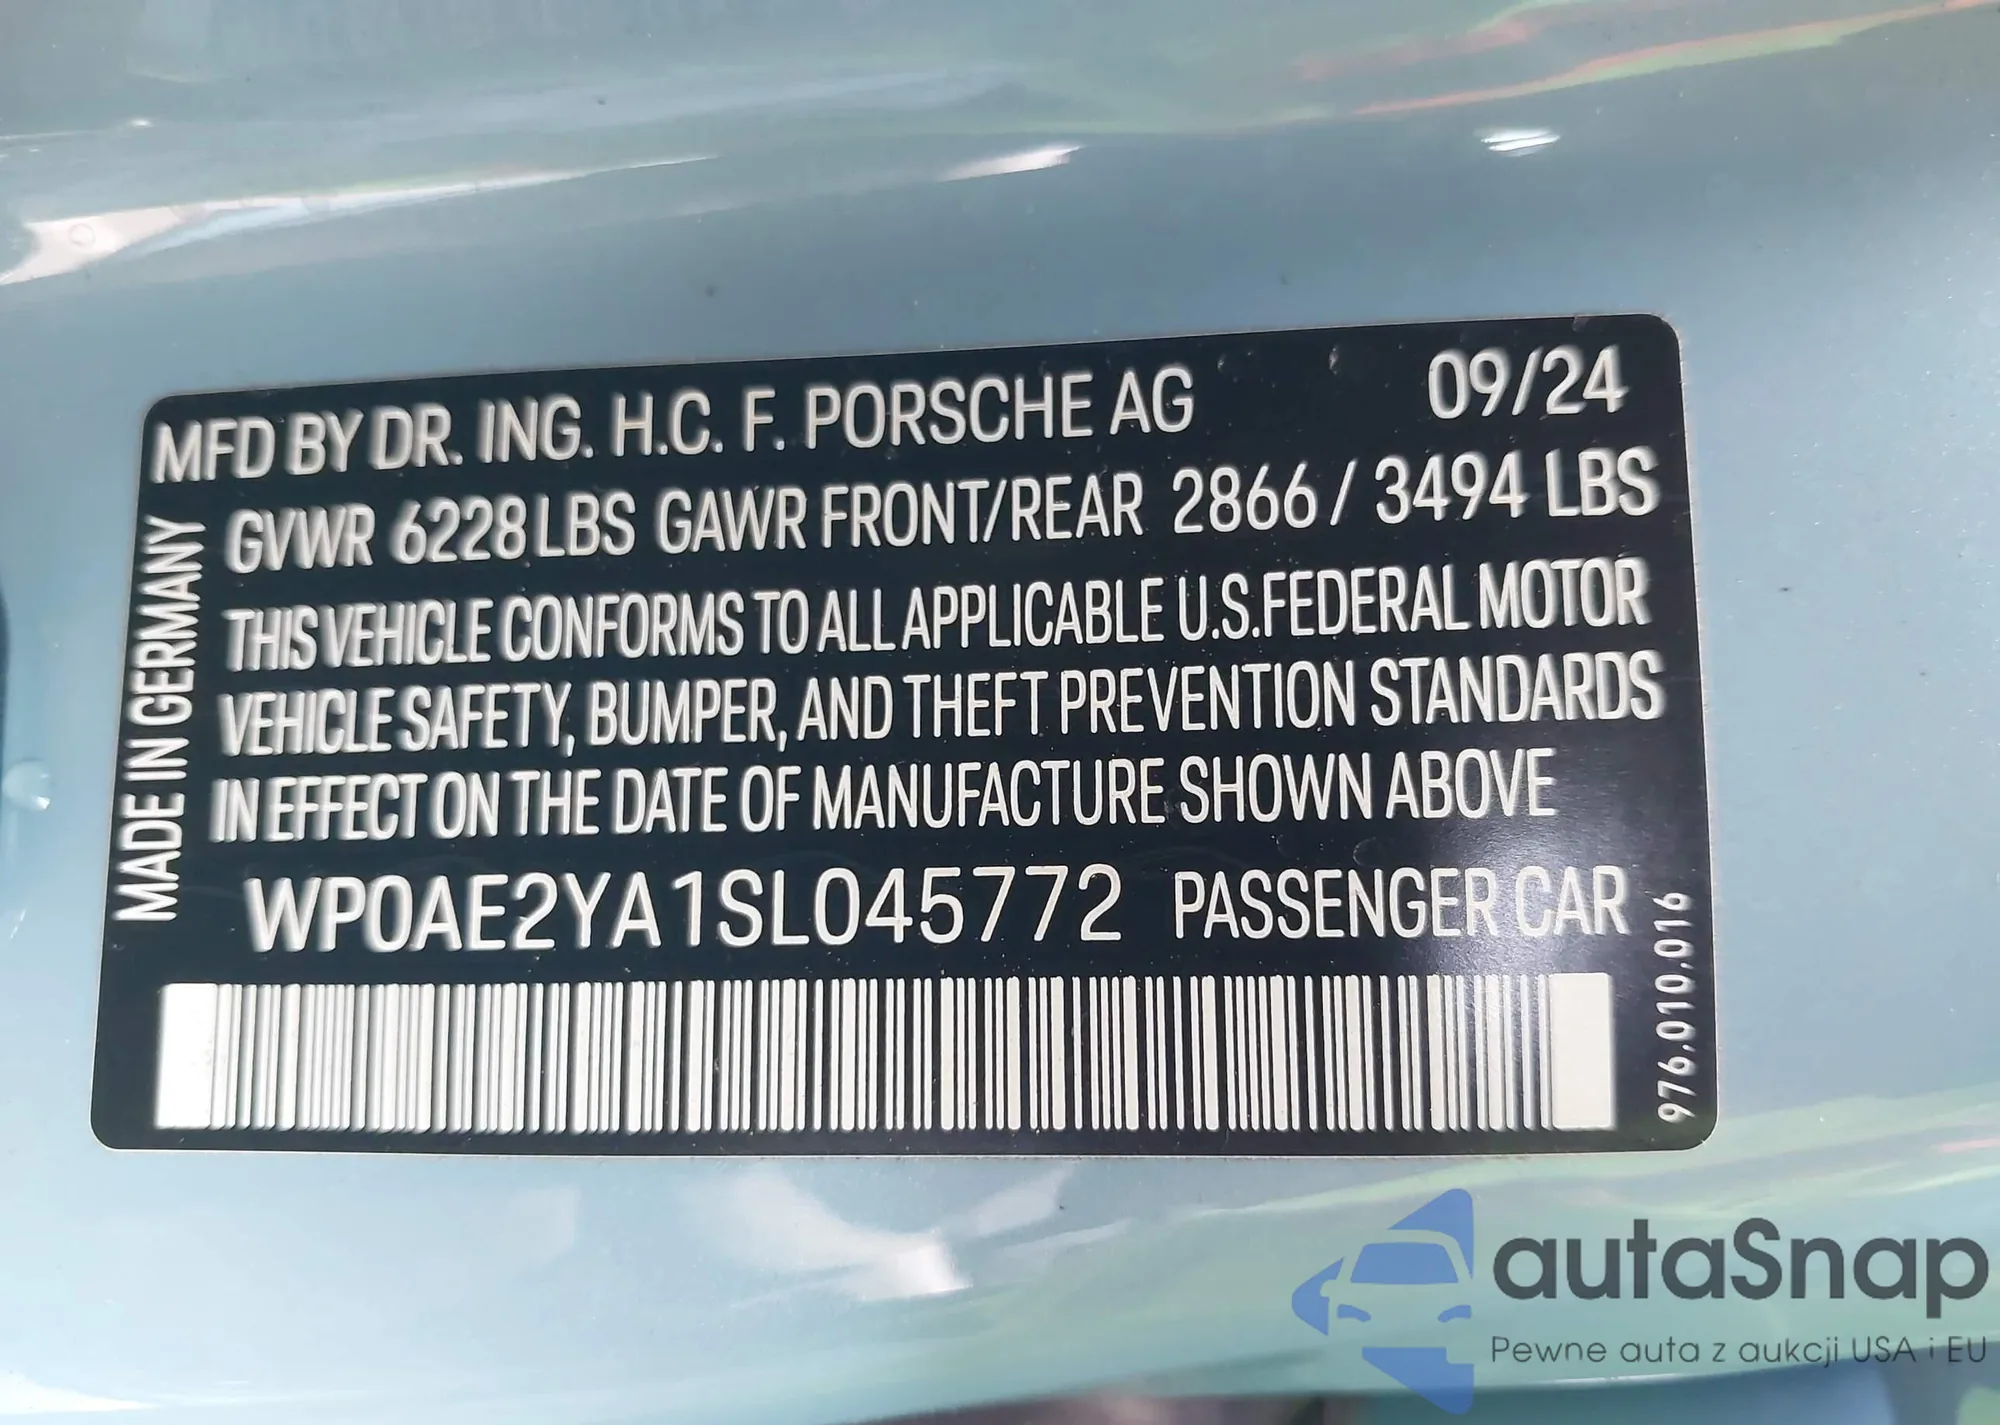 MFD BY DR. ING. H.C. F. PORSCHE AG 09/24
GVWR 6228 LBS GAWR FRONT/REAR 2866 / 3494 LBS
THIS VEHICLE CONFORMS TO ALL APPLICABLE U.S.FEDERAL MOTOR
VEHICLE SAFETY, BUMPER, AND THEFT PREVENTION STANDARDS
IN EFFECT ON THE DATE OF MANUFACTURE SHOWN ABOVE
WP0AE2YA1SL045772 PASSENGER CAR
MADE IN GERMANY
976.010.016
autaSnap
Pewne auta z aukcji USA i EU